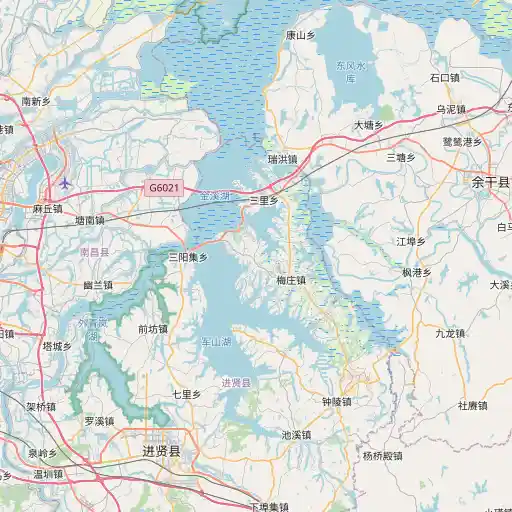 康山乡
东风水
库
石口镇
南新乡
乌泥镇
大塘乡
鹭鸶港乡
瑞洪镇
三塘乡
余干县
G6021
金溪湖
三里乡
麻丘镇
塘南镇
江埠乡
南昌县
三阳集乡
枫港乡
幽兰镇
梅庄镇
大溪乡
前坊镇
九龙镇
塔城乡
车山湖
进贤县
七里乡
钟陵镇
社赓镇
架桥镇
罗溪镇
池溪镇
进贤县
泉岭乡
杨桥殿镇
温圳镇
下埠集镇